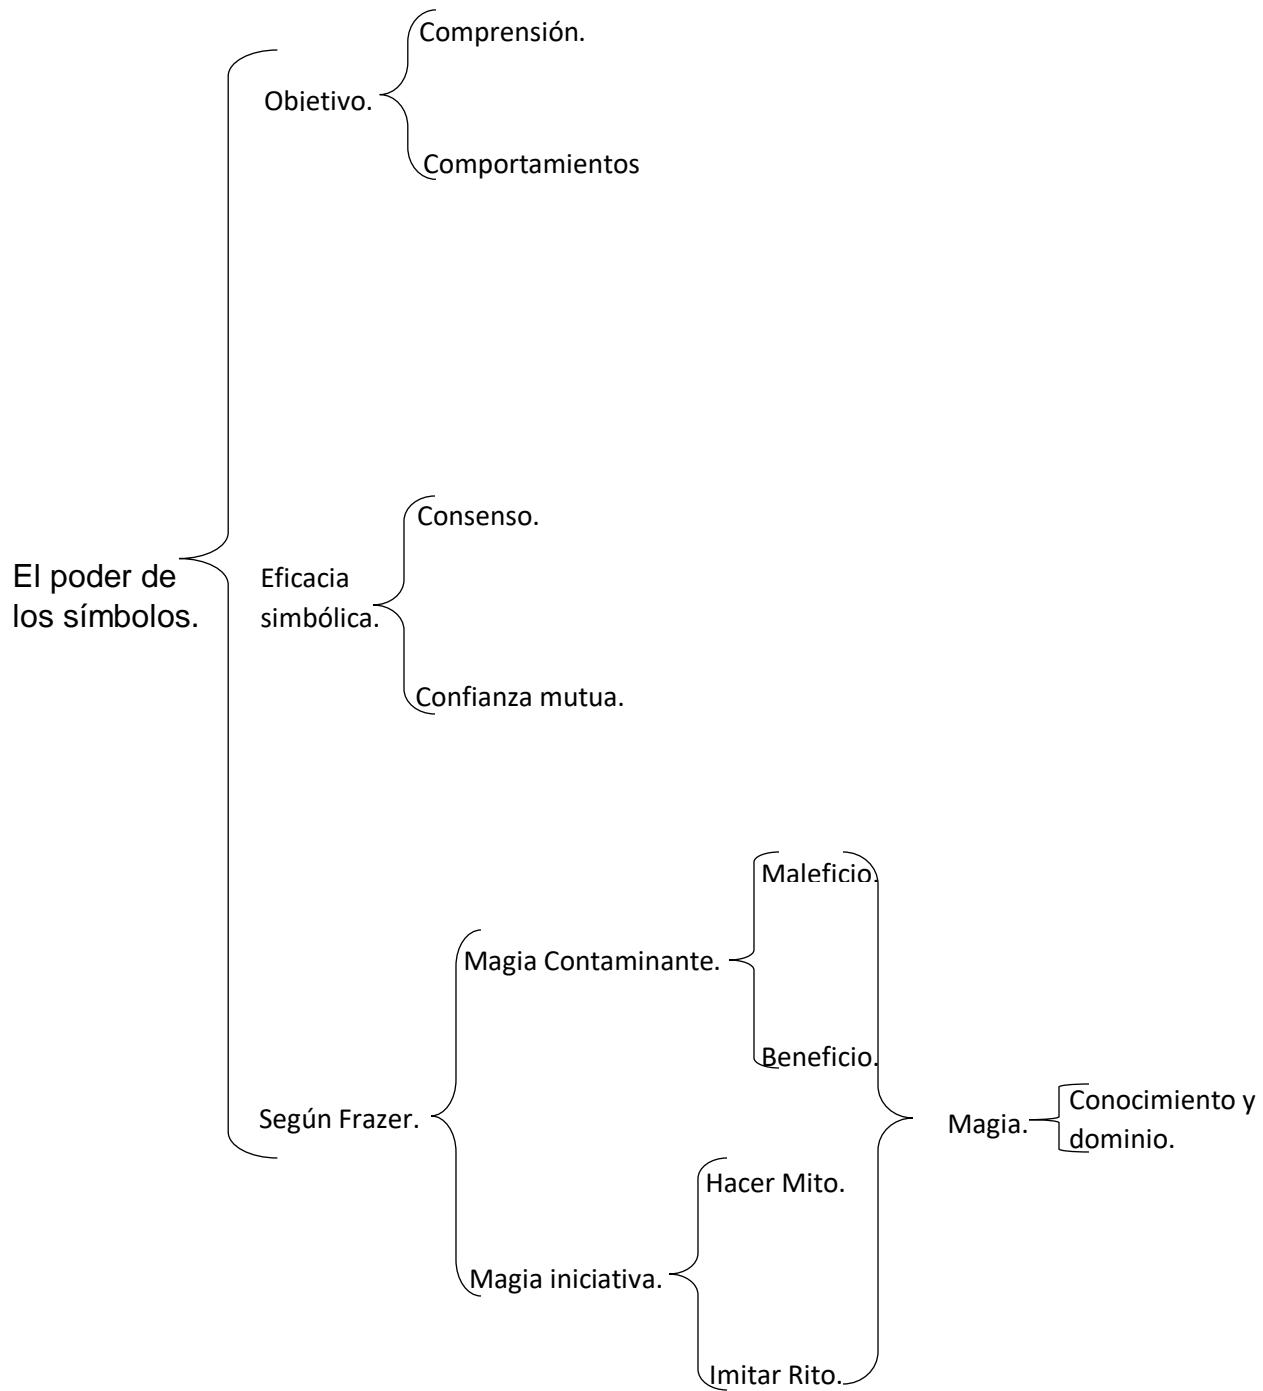 Comprensión.
Objetivo.
Comportamientos
Consenso.
El poder de
los símbolos.
Eficacia
simbólica.
Confianza mutua.
Maleficio.
Magia Contaminante.
Beneficio.
Según Frazer.
Magia.
Conocimiento y
dominio.
Hacer Mito.
Magia iniciativa.
Imitar Rito.